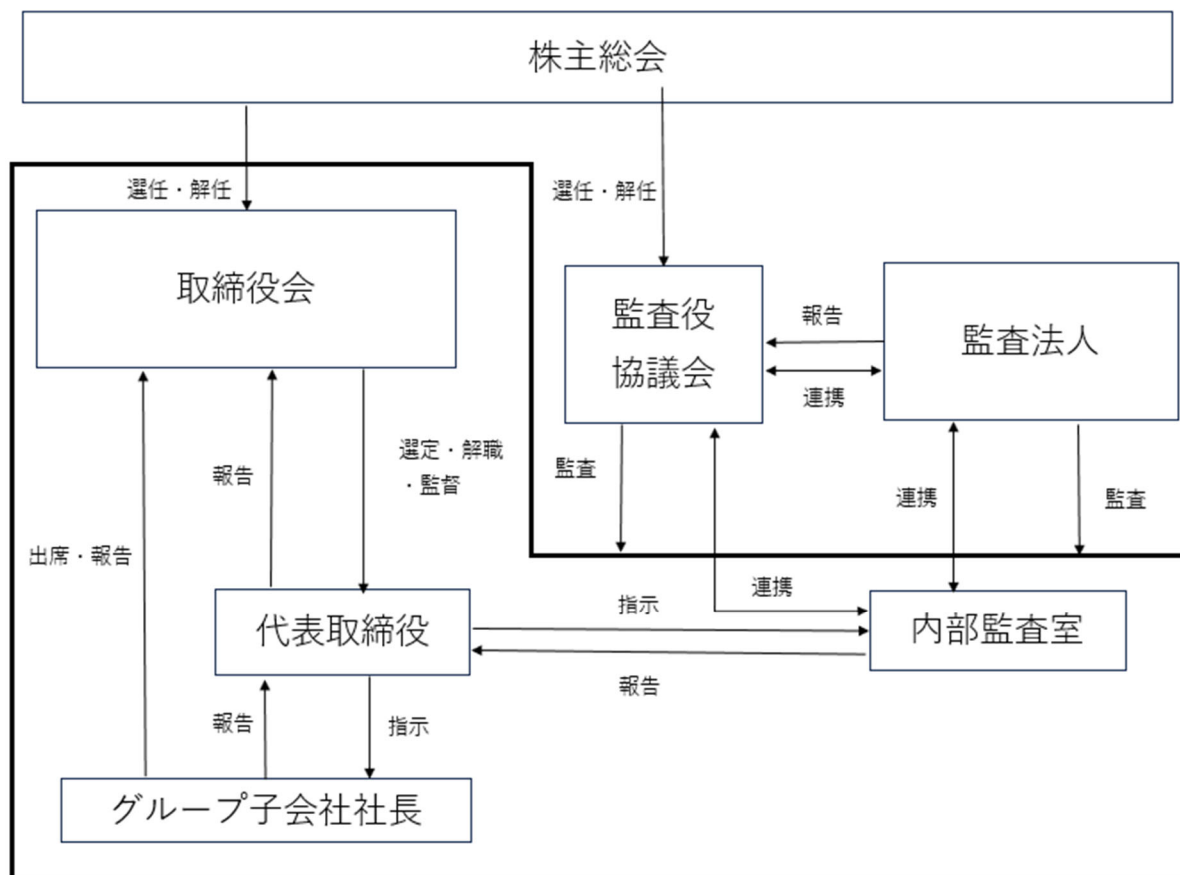 株主総会
選任・解任
選任・解任
取締役会
監査役
協議会
報告
連携
監査法人
選定・解職
・監督
報告
監査
連携
監査
出席・報告
代表取締役
指示
連携
報告
内部監査室
報告
指示
グループ子会社社長